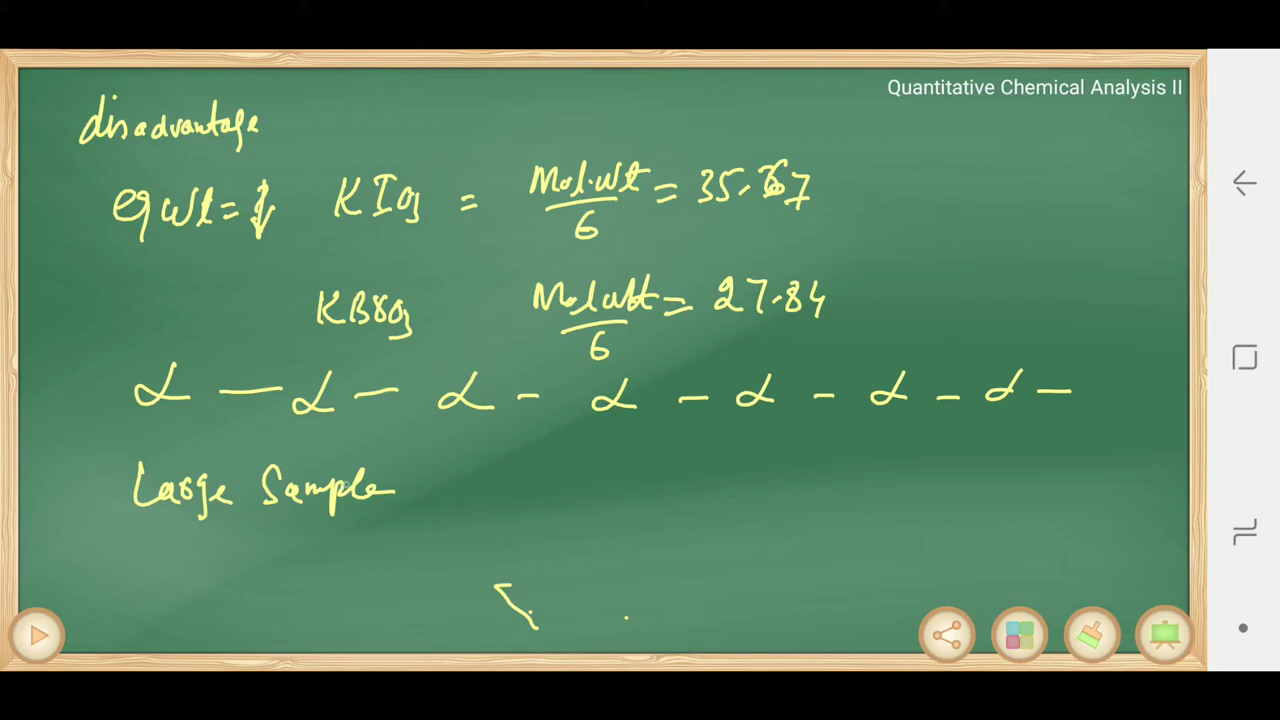 Quantitative Chemical Analysis II
disadvantage
eq wt = ↓ KIO3 = Mol.wt / 6 = 35.67
KBrO3 Mol wt / 6 = 27.84
α — α — α - α - α - α - α -
Large Sample